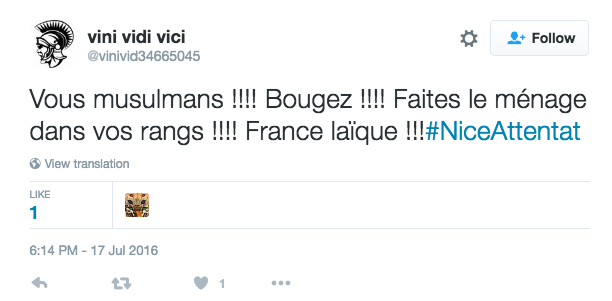 vini vidi vici
@vinivid34665045
Follow
Vous musulmans !!!! Bougez !!!! Faites le ménage
dans vos rangs !!!! France laïque !!!#NiceAttentat
View translation
LIKE
1
6:14 PM - 17 Jul 2016
1